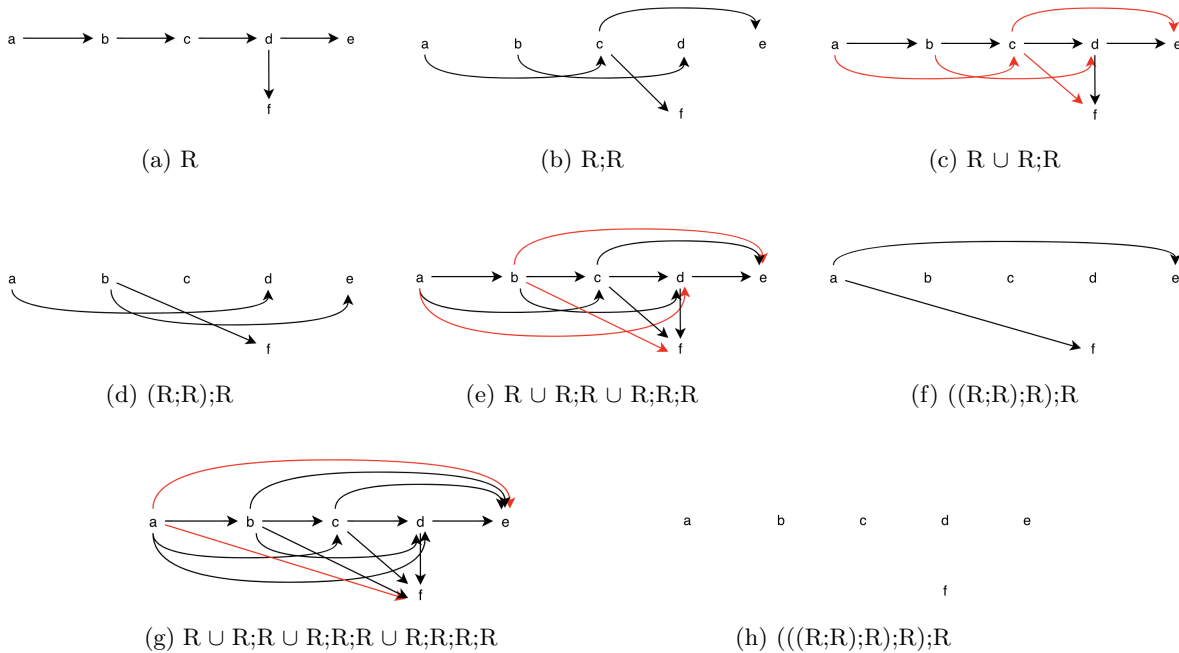 a b c d e
f
(a) R
a b c d e
f
(b) R;R
a b c d e
f
(c) R ∪ R;R
a b c d e
f
(d) (R;R);R
a b c d e
f
(e) R ∪ R;R ∪ R;R;R
a b c d e
f
(f) ((R;R);R);R
a b c d e
f
(g) R ∪ R;R ∪ R;R;R ∪ R;R;R;R
a b c d e
f
(h) (((R;R);R);R);R